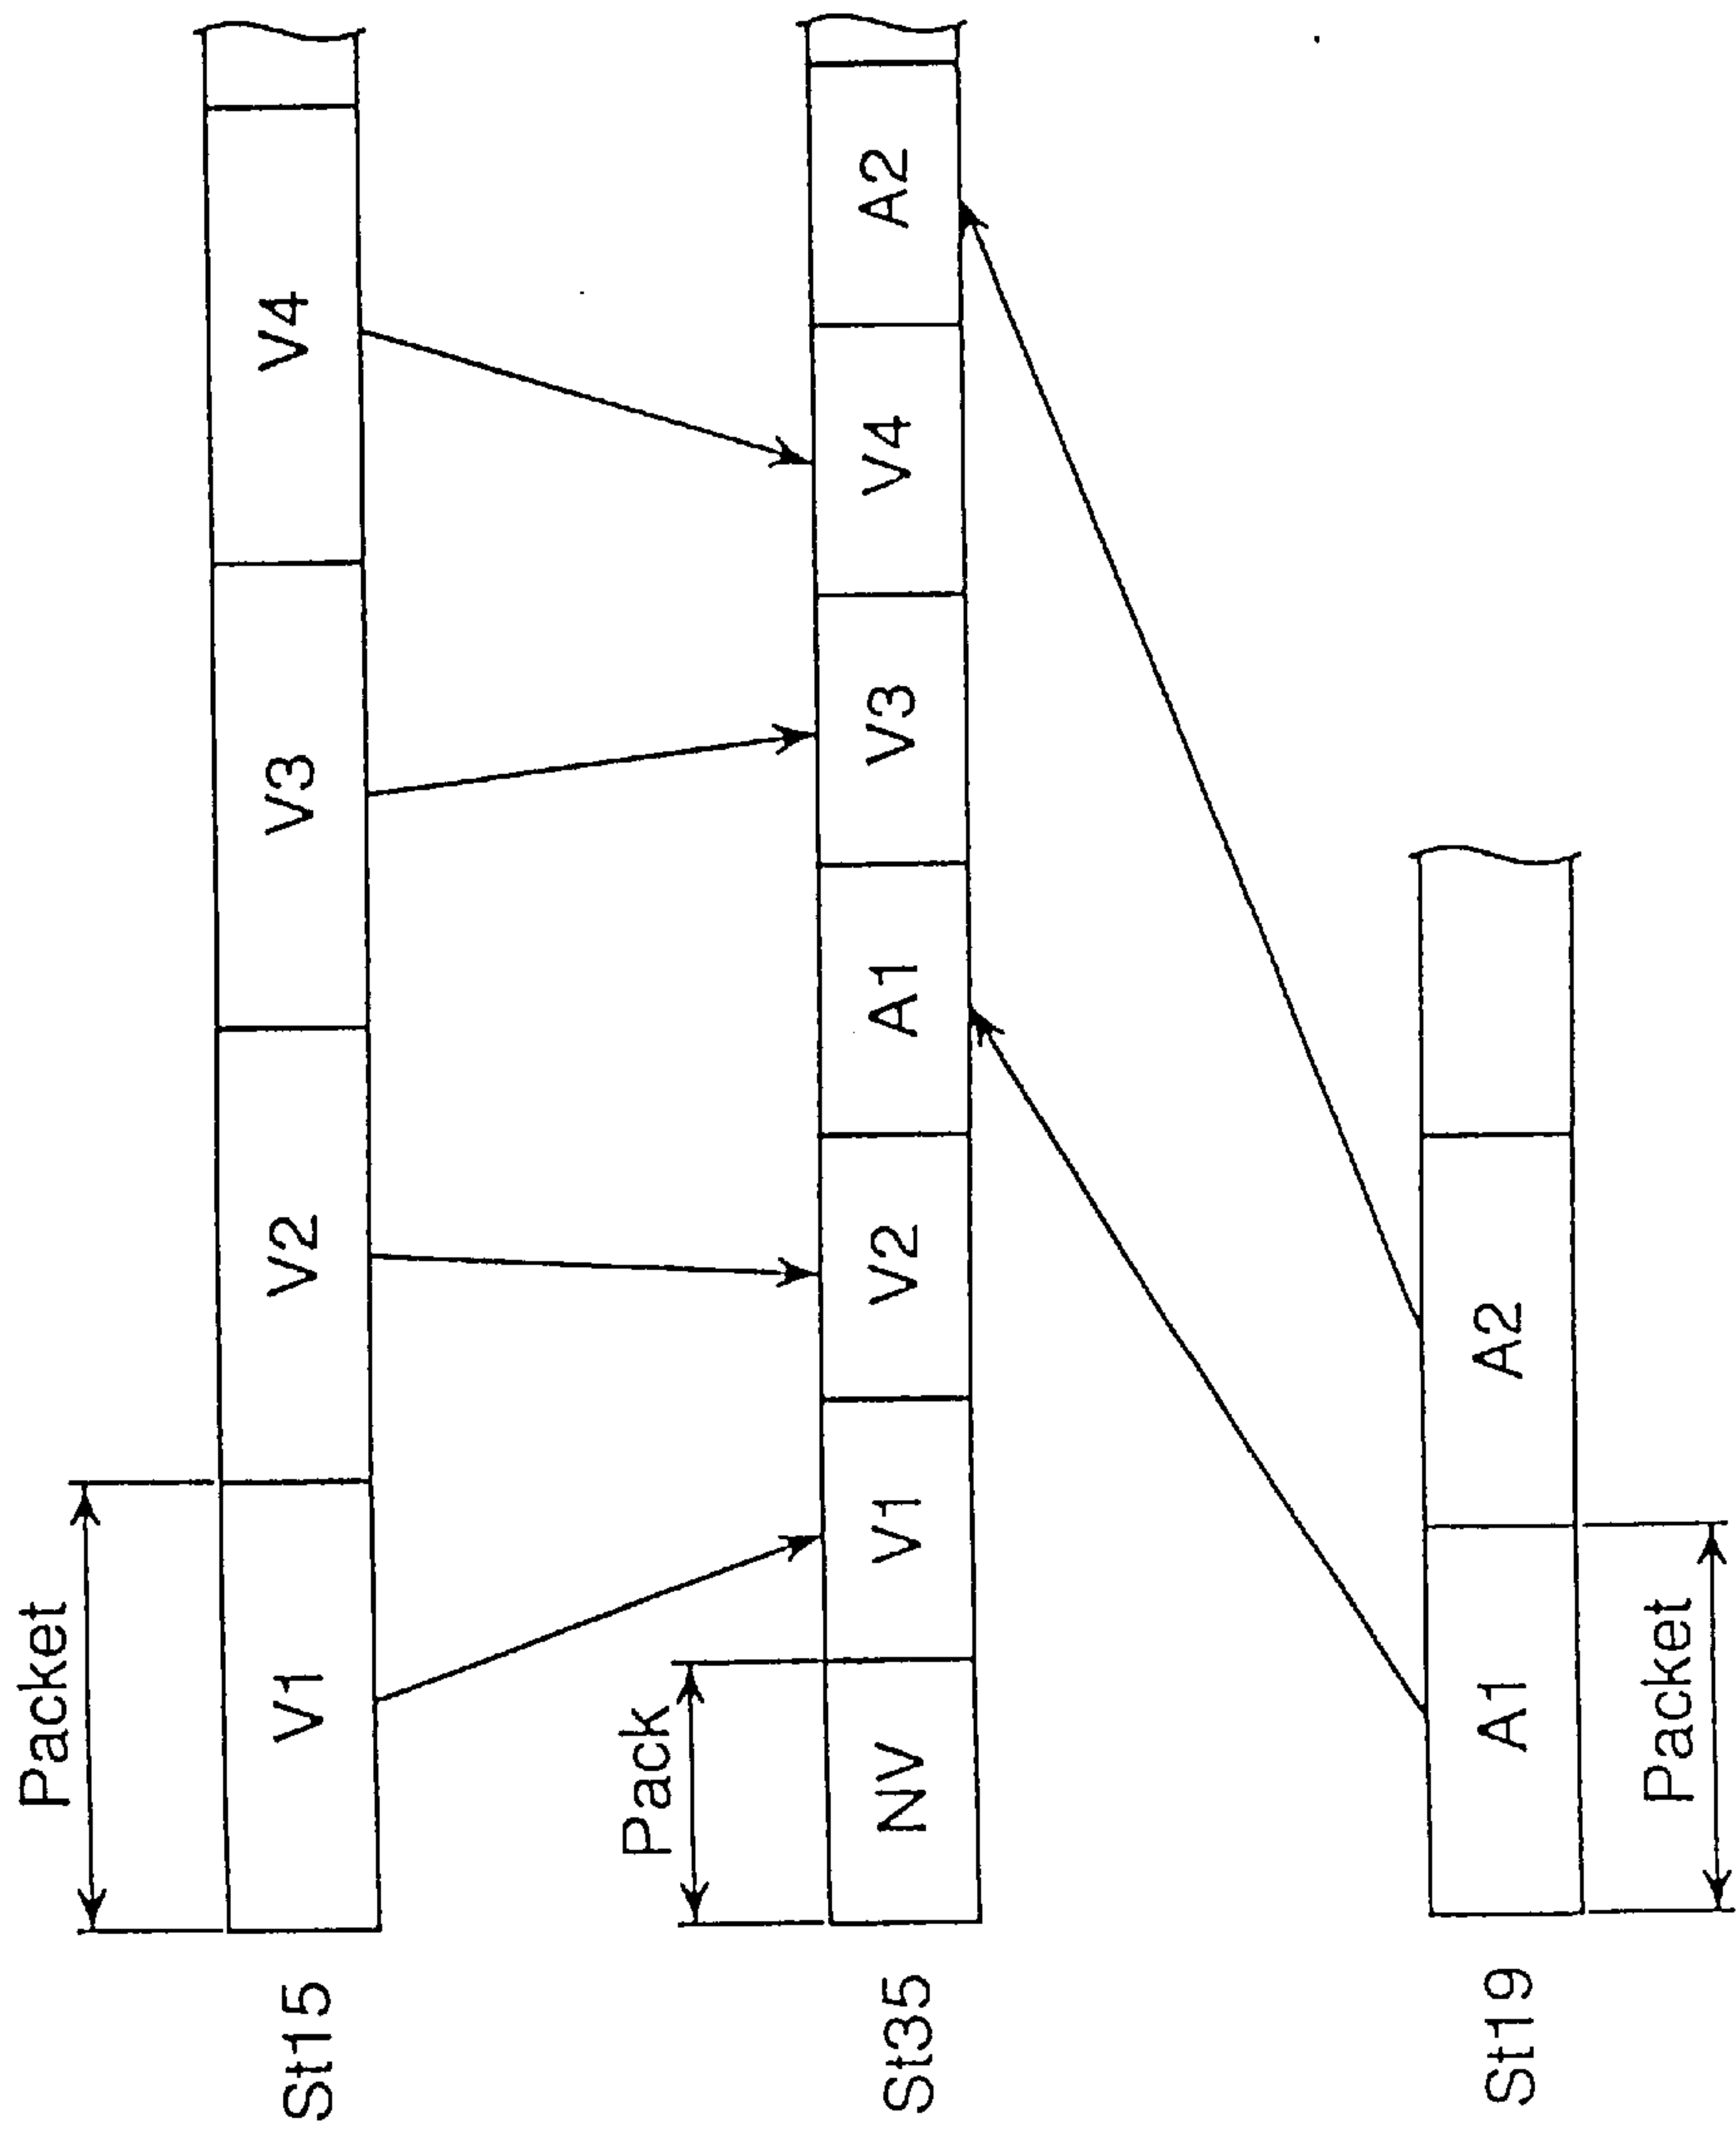 Packet
St15 V1 V2 V3 V4
Pack
St35 NV V1 V2 A1 V3 V4 A2
St19 A1 A2
Packet